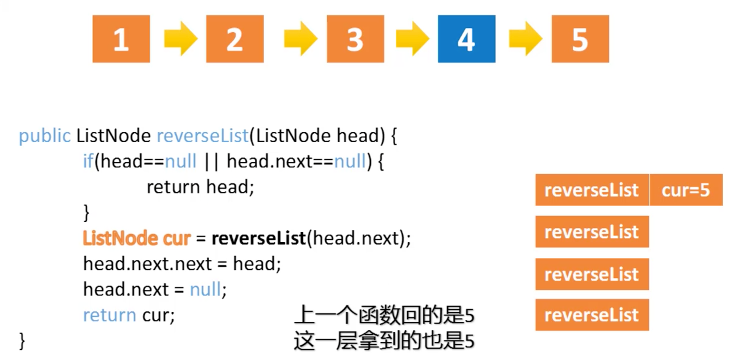 1 2 3 4 5
public ListNode reverseList(ListNode head) {
if(head==null || head.next==null) {
return head;
}
ListNode cur = reverseList(head.next);
head.next.next = head;
head.next = null;
return cur;
}
reverseList cur=5
reverseList
reverseList
reverseList
上一个函数回的是5
这一层拿到的也是5